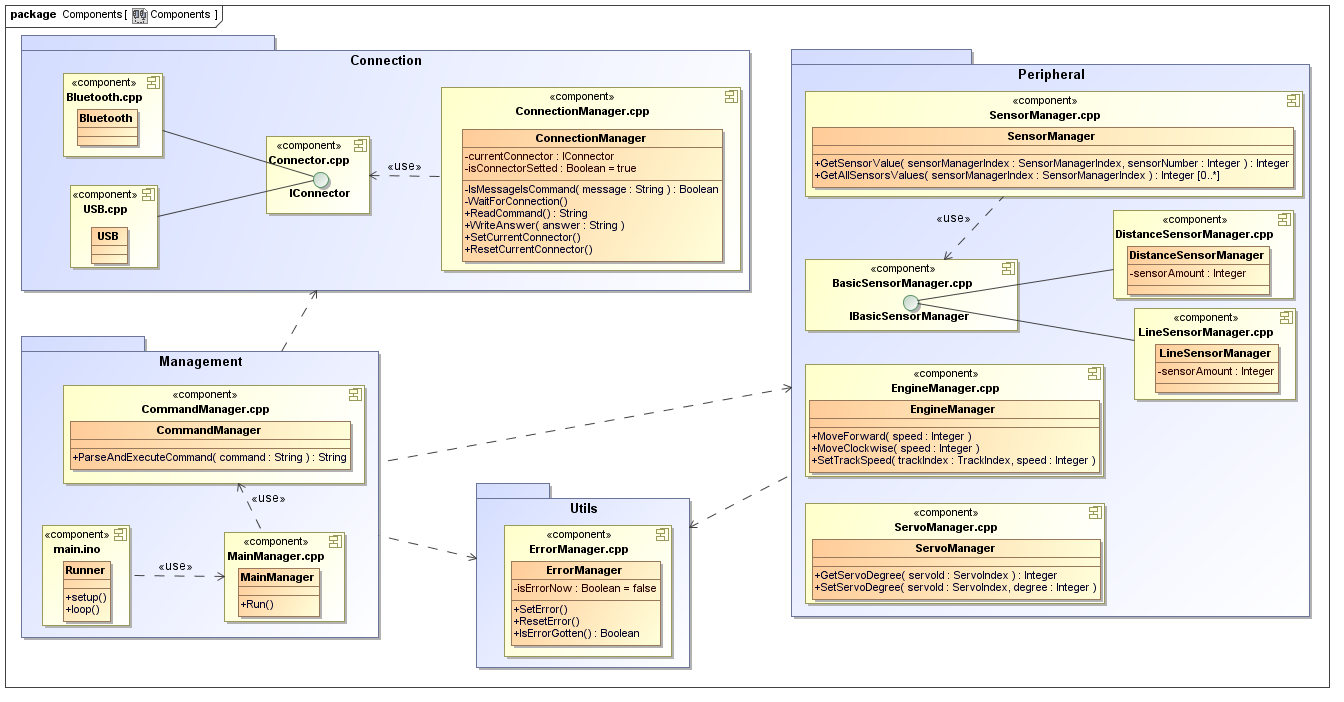 package Components [ Components ]
Connection
«component»
Bluetooth.cpp
Bluetooth
«component»
USB.cpp
USB
«component»
Connector.cpp
IConnector
«use»
«component»
ConnectionManager.cpp
ConnectionManager
-currentConnector : IConnector
-isConnectorSetted : Boolean = true
-IsMessageIsCommand( message : String ) : Boolean
-WaitForConnection()
+ReadCommand() : String
+WriteAnswer( answer : String )
+SetCurrentConnector()
+ResetCurrentConnector()
Peripheral
«component»
SensorManager.cpp
SensorManager
+GetSensorValue( sensorManagerIndex : SensorManagerIndex, sensorNumber : Integer ) : Integer
+GetAllSensorsValues( sensorManagerIndex : SensorManagerIndex ) : Integer [0..*]
«use»
«component»
BasicSensorManager.cpp
IBasicSensorManager
«component»
DistanceSensorManager.cpp
DistanceSensorManager
-sensorAmount : Integer
«component»
LineSensorManager.cpp
LineSensorManager
-sensorAmount : Integer
«component»
EngineManager.cpp
EngineManager
+MoveForward( speed : Integer )
+MoveClockwise( speed : Integer )
+SetTrackSpeed( trackIndex : TrackIndex, speed : Integer )
«component»
ServoManager.cpp
ServoManager
+GetServoDegree( servoId : ServoIndex ) : Integer
+SetServoDegree( servoId : ServoIndex, degree : Integer )
Management
«component»
CommandManager.cpp
CommandManager
+ParseAndExecuteCommand( command : String ) : String
«use»
«component»
main.ino
Runner
+setup()
+loop()
«use»
«component»
MainManager.cpp
MainManager
+Run()
Utils
«component»
ErrorManager.cpp
ErrorManager
-isErrorNow : Boolean = false
+SetError()
+ResetError()
+IsErrorGotten() : Boolean